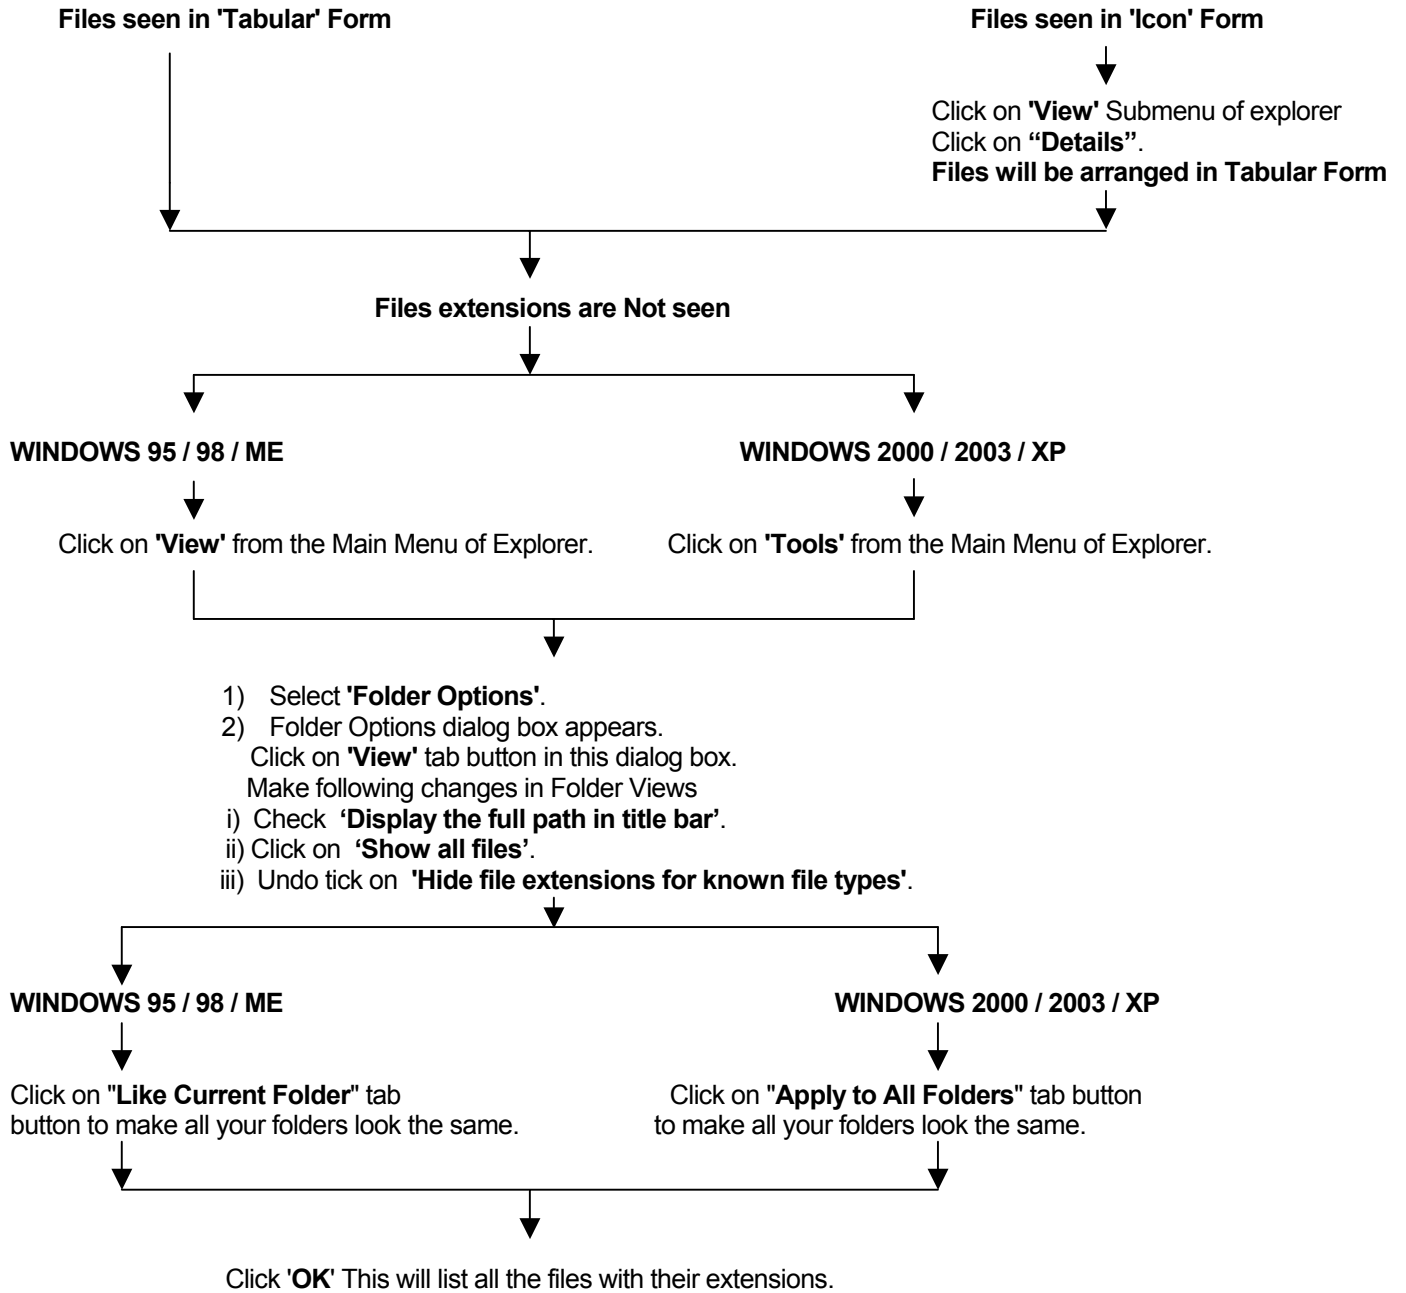 Files seen in 'Tabular' Form
Files seen in 'Icon' Form
Click on 'View' Submenu of explorer
Click on “Details”.
Files will be arranged in Tabular Form
Files extensions are Not seen
WINDOWS 95 / 98 / ME
WINDOWS 2000 / 2003 / XP
Click on 'View' from the Main Menu of Explorer.
Click on 'Tools' from the Main Menu of Explorer.
1) Select 'Folder Options'.
2) Folder Options dialog box appears.
Click on 'View' tab button in this dialog box.
Make following changes in Folder Views
i) Check ‘Display the full path in title bar’.
ii) Click on ‘Show all files’.
iii) Undo tick on 'Hide file extensions for known file types'.
WINDOWS 95 / 98 / ME
WINDOWS 2000 / 2003 / XP
Click on "Like Current Folder" tab
button to make all your folders look the same.
Click on "Apply to All Folders" tab button
to make all your folders look the same.
Click 'OK' This will list all the files with their extensions.